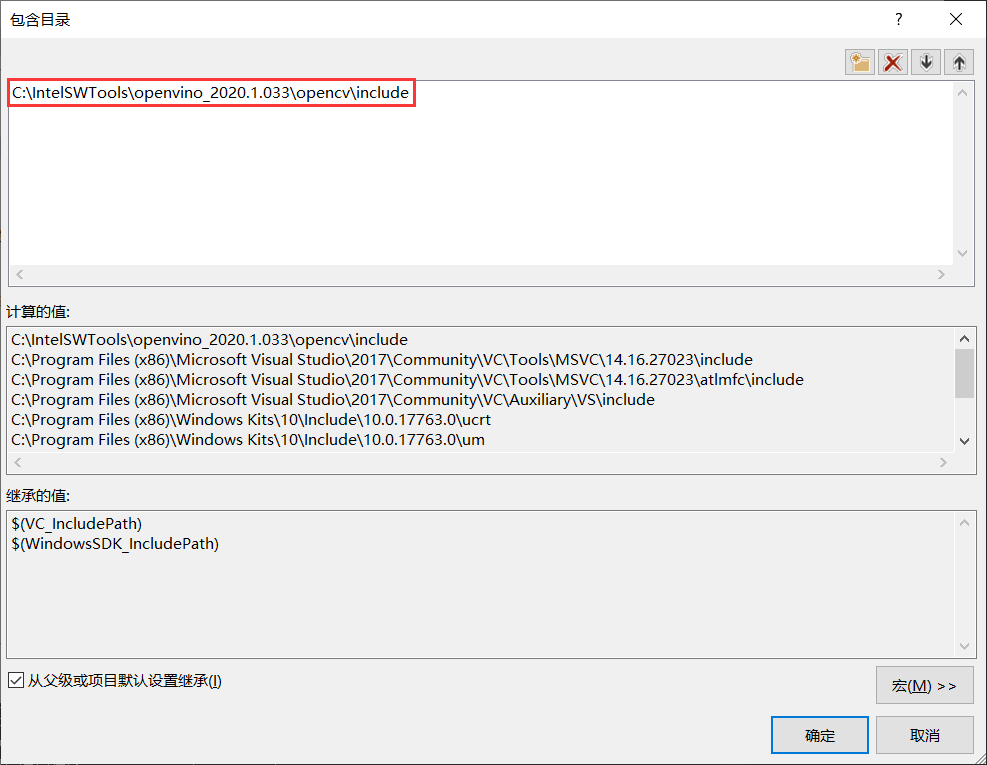 包含目录
?
C:\IntelSWTools\openvino_2020.1.033\opencv\include
计算的值:
C:\IntelSWTools\openvino_2020.1.033\opencv\include
C:\Program Files (x86)\Microsoft Visual Studio\2017\Community\VC\Tools\MSVC\14.16.27023\include
C:\Program Files (x86)\Microsoft Visual Studio\2017\Community\VC\Tools\MSVC\14.16.27023\atlmfc\include
C:\Program Files (x86)\Microsoft Visual Studio\2017\Community\VC\Auxiliary\VS\include
C:\Program Files (x86)\Windows Kits\10\Include\10.0.17763.0\ucrt
C:\Program Files (x86)\Windows Kits\10\Include\10.0.17763.0\um
继承的值:
$(VC_IncludePath)
$(WindowsSDK_IncludePath)
从父级或项目默认设置继承(I)
宏(M) >>
确定
取消